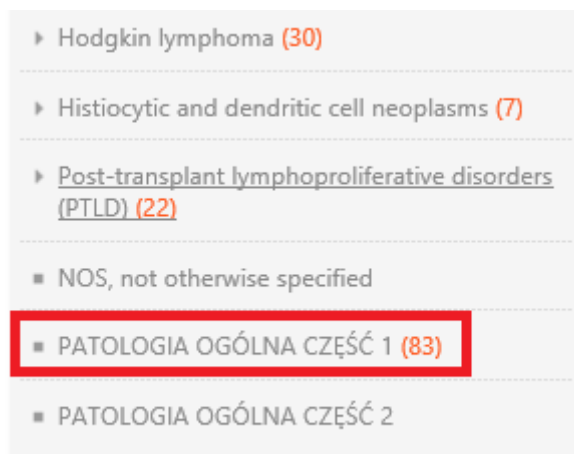 Hodgkin lymphoma (30)
Histiocytic and dendritic cell neoplasms (7)
Post-transplant lymphoproliferative disorders
(PTLD) (22)
NOS, not otherwise specified
PATOLOGIA OGÓLNA CZĘŚĆ 1 (83)
PATOLOGIA OGÓLNA CZĘŚĆ 2